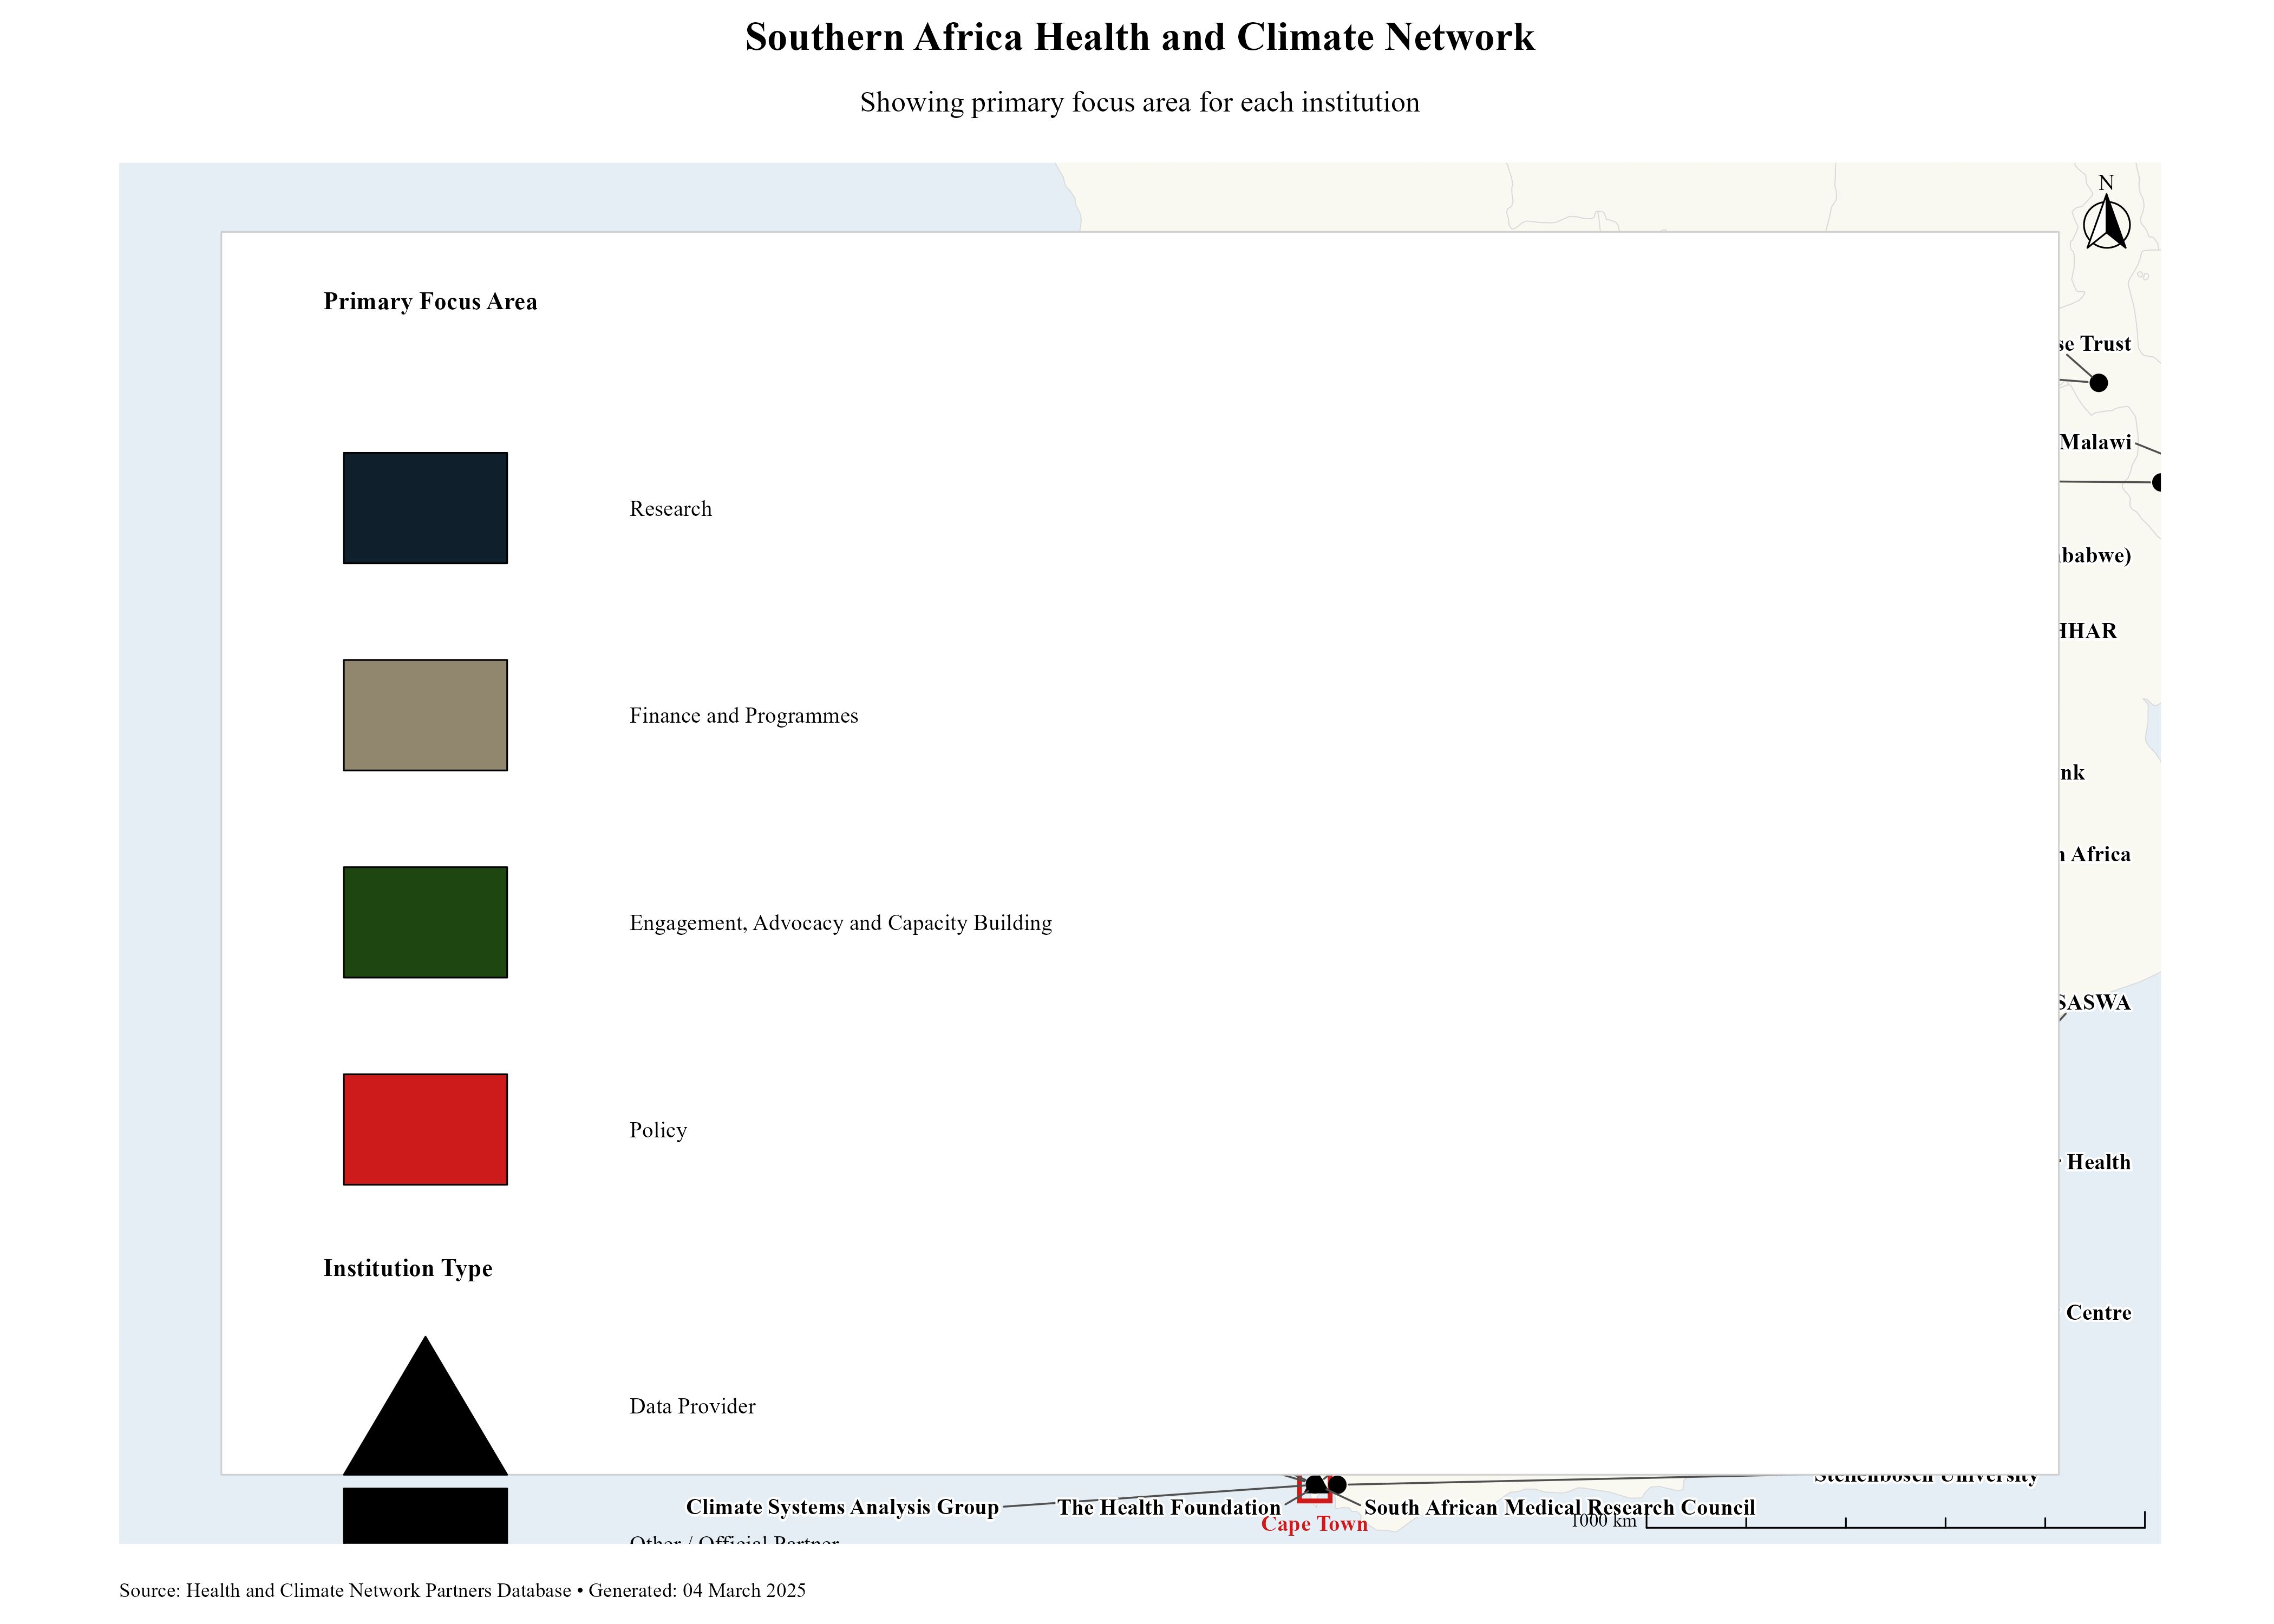 Southern Africa Health and Climate Network
Showing primary focus area for each institution
N
Primary Focus Area
se Trust
Malawi
Research
babwe)
HHAR
Finance and Programmes
nk
Africa
Engagement, Advocacy and Capacity Building
SASWA
Policy
Health
Institution Type
Centre
Data Provider
Stellenbosch University
Climate Systems Analysis Group
The Health Foundation
South African Medical Research Council
1000 km
Cape Town
Other / Official Partner
Source: Health and Climate Network Partners Database • Generated: 04 March 2025